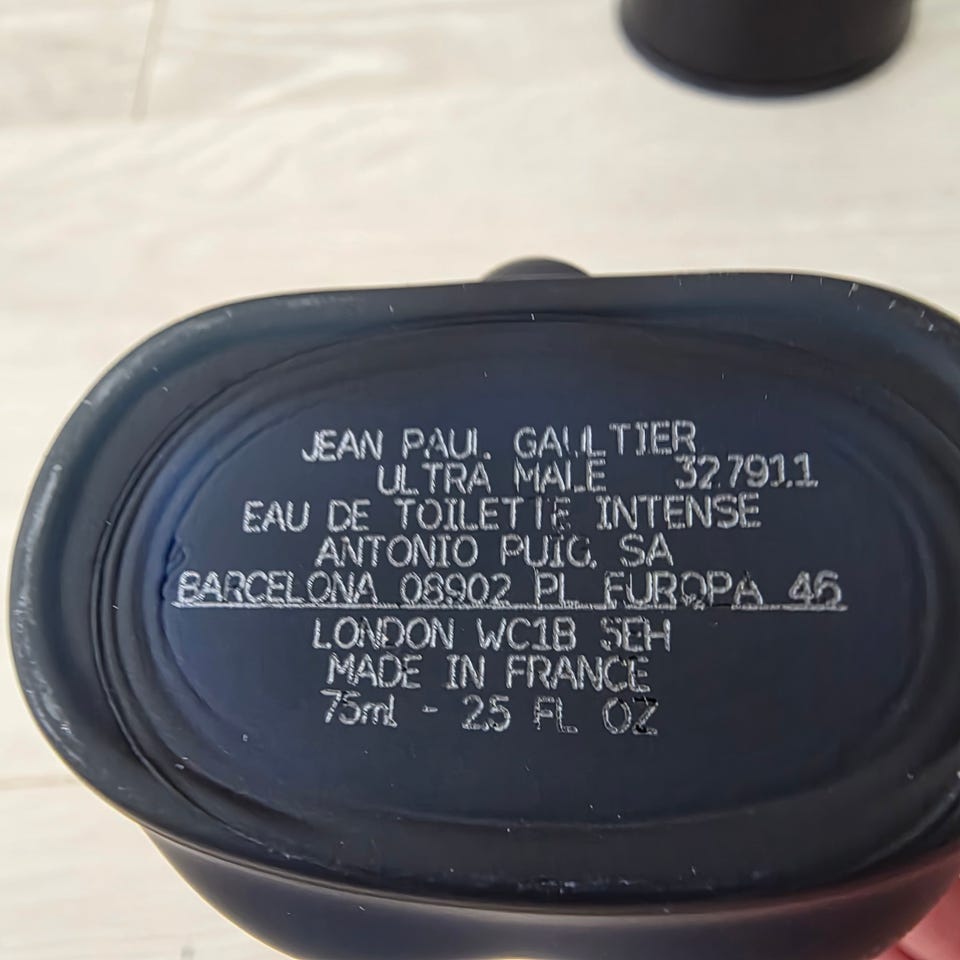 JEAN PAUL GAULTIER
ULTRA MALE 327911
EAU DE TOILETTE INTENSE
ANTONIO PUIG, SA
BARCELONA 08902 PL EUROPA 46
LONDON WC1B 5EH
MADE IN FRANCE
75ml - 2.5 FL OZ